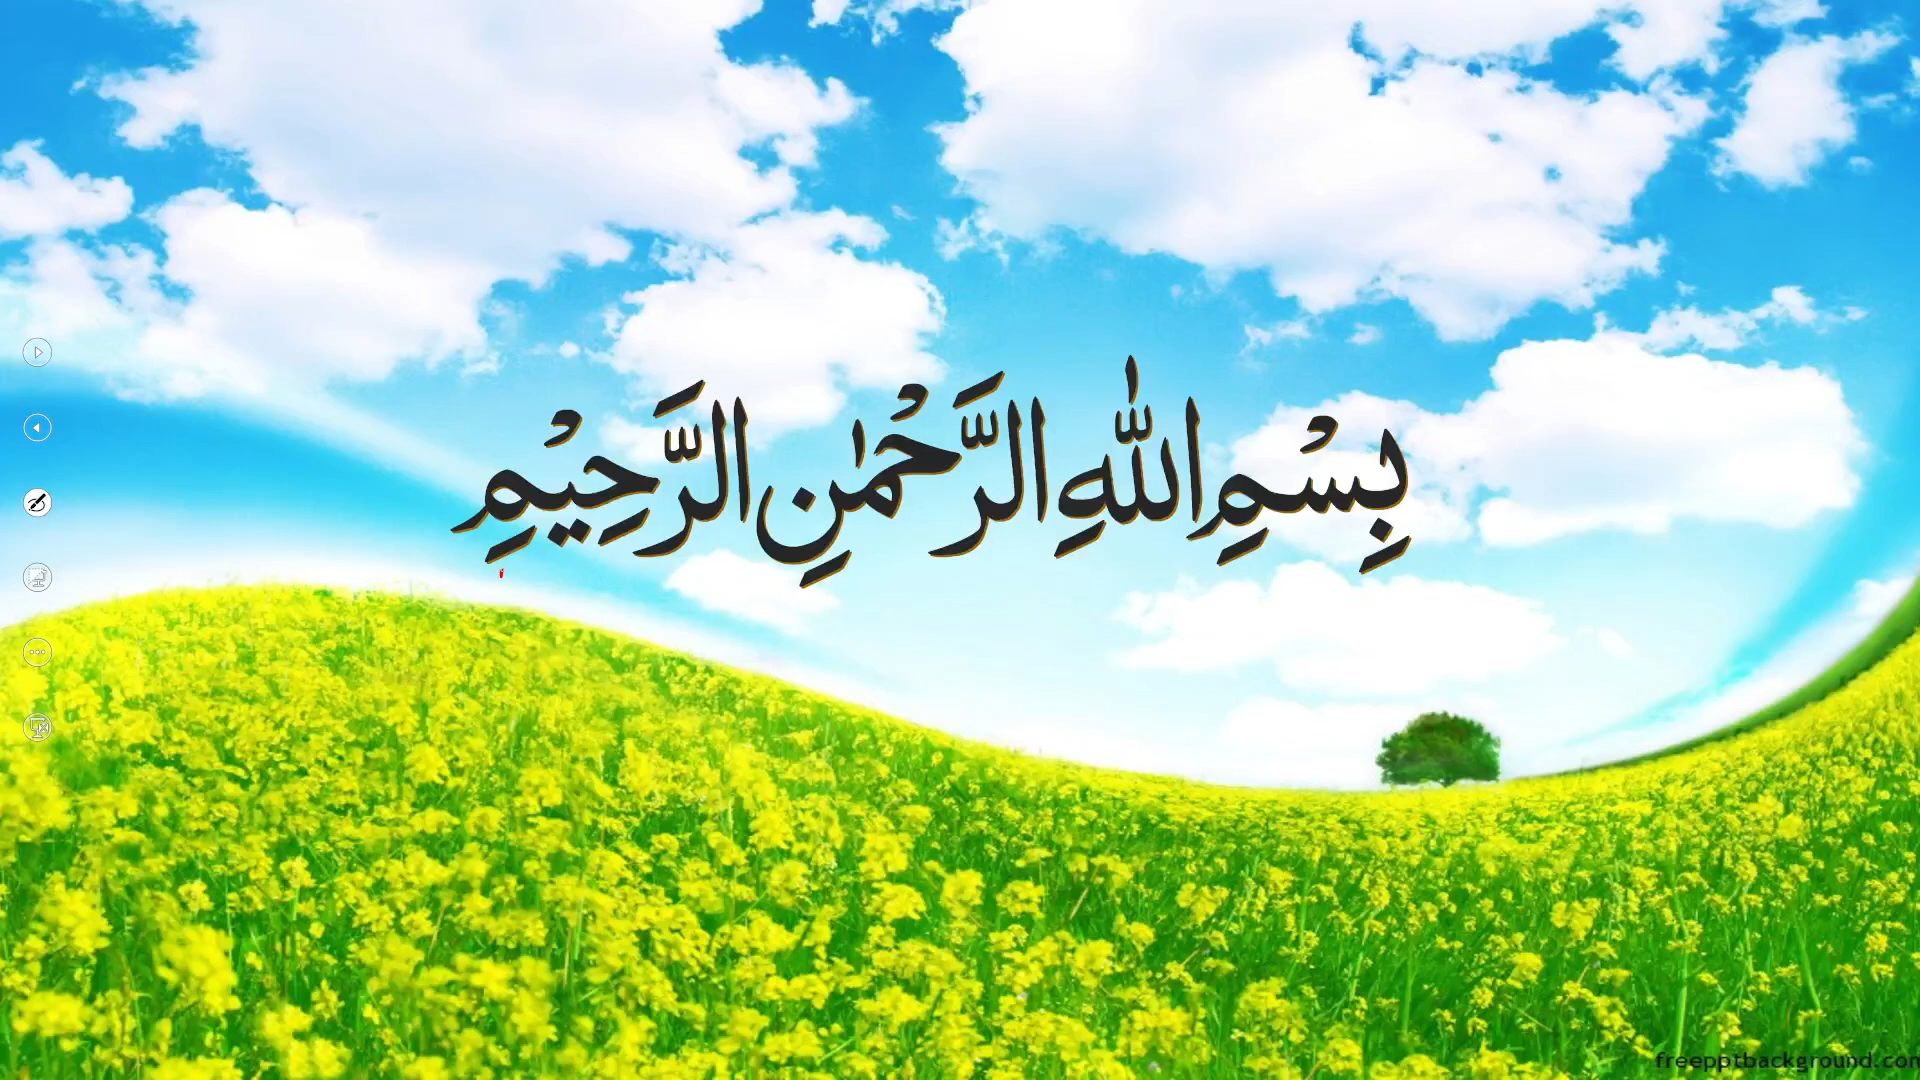 بِسْمِ اللّٰهِ الرَّحْمٰنِ الرَّحِيْمِ
freepptbackground.com